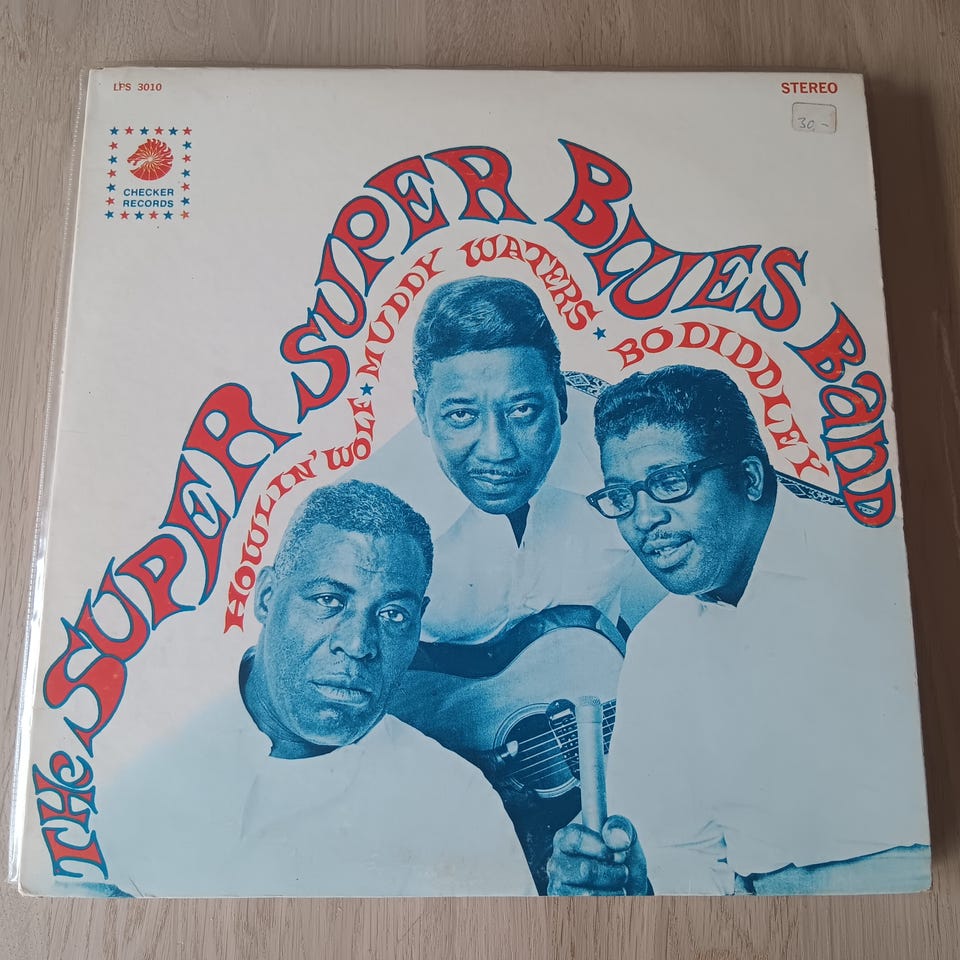 LPS 3010
STEREO
30,-
CHECKER
RECORDS
THE SUPER SUPER BLUES BAND
HOWLIN' WOLF ★ MUDDY WATERS ★ BO DIDDLEY